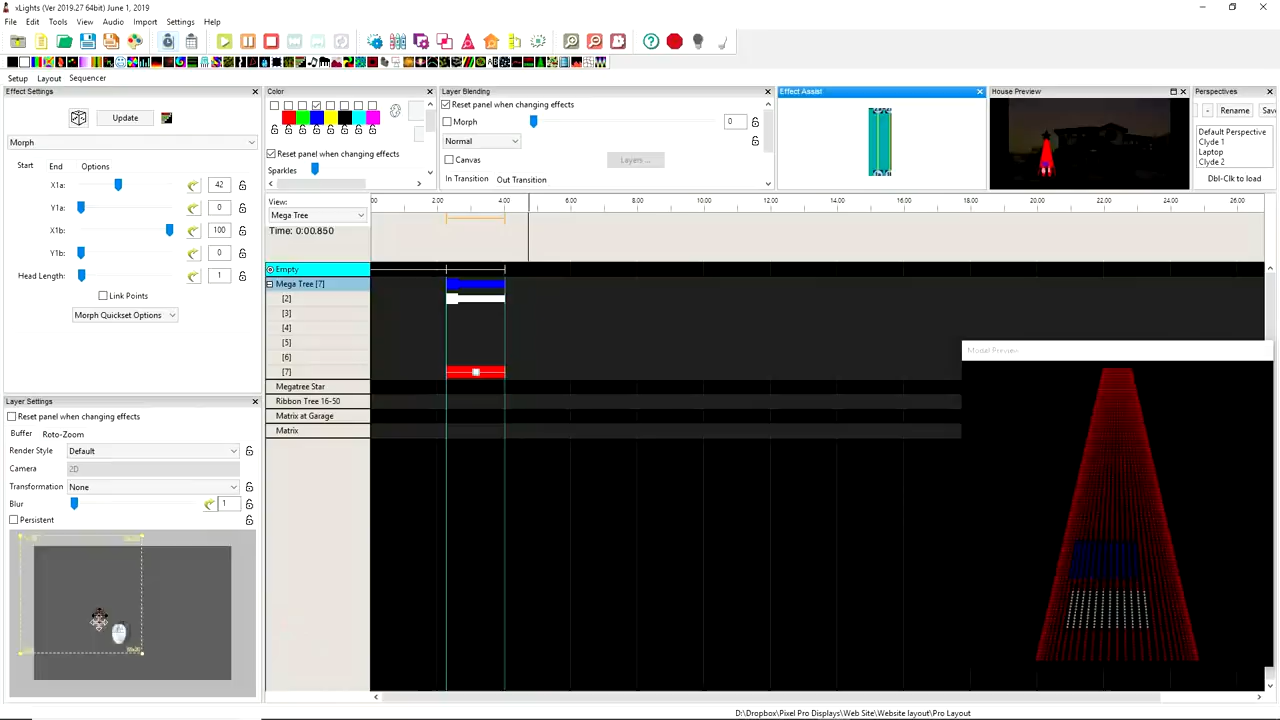 xLights (Ver 2019.27 64bit) June 1, 2019
File Edit Tools View Audio Import Settings Help
Setup Layout Sequencer
Effect Settings
Update
Morph
Start End Options
X1a: 42
Y1a: 0
X1b: 100
Y1b: 0
Head Length: 1
Link Points
Morph Quickset Options
Layer Settings
Reset panel when changing effects
Buffer Roto-Zoom
Render Style Default
Camera 2D
Transformation None
Blur 1
Persistent
Color
Reset panel when changing effects
Sparkles
Layer Blending
Reset panel when changing effects
Morph 0
Normal
Canvas Layers ...
In Transition Out Transition
Effect Assist
House Preview
Perspectives
- Rename Sav
Default Perspective
Clyde 1
Laptop
Clyde 2
Dbl-Clk to load
View:
Mega Tree
Time: 0:00.850
:00 2.00 4.00 6.00 8.00 10.00 12.00 14.00 16.00 18.00 20.00 22.00 24.00 26.00
Empty
Mega Tree [7]
[2]
[3]
[4]
[5]
[6]
[7]
Megatree Star
Ribbon Tree 16-50
Matrix at Garage
Matrix
Model Preview
D:\Dropbox\Pixel Pro Displays\Web Site\Website layout\Pro Layout